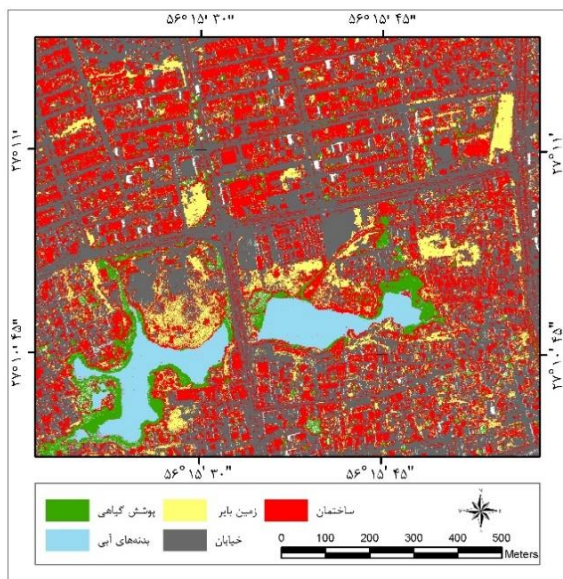 ۵۶°۱۵' ۳۰" ۵۶°۱۵' ۴۵"
۲۷°۱۱' ۲۷°۱۱'
۲۷°۱۰' ۴۵" ۲۷°۱۰' ۴۵"
۵۶°۱۵' ۳۰" ۵۶°۱۵' ۴۵"
ساختمان زمین بایر پوشش گیاهی
خیابان بدنه‌های آبی
0 100 200 300 400 500
Meters